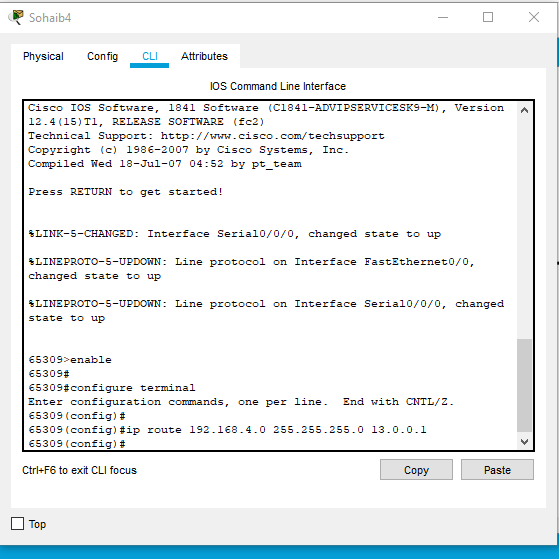 Sohaib4
Physical Config CLI Attributes
IOS Command Line Interface
Cisco IOS Software, 1841 Software (C1841-ADVIPSERVICESK9-M), Version
12.4(15)T1, RELEASE SOFTWARE (fc2)
Technical Support: http://www.cisco.com/techsupport
Copyright (c) 1986-2007 by Cisco Systems, Inc.
Compiled Wed 18-Jul-07 04:52 by pt_team
Press RETURN to get started!
%LINK-5-CHANGED: Interface Serial0/0/0, changed state to up
%LINEPROTO-5-UPDOWN: Line protocol on Interface FastEthernet0/0,
changed state to up
%LINEPROTO-5-UPDOWN: Line protocol on Interface Serial0/0/0, changed
state to up
65309>enable
65309#
65309#configure terminal
Enter configuration commands, one per line.  End with CNTL/Z.
65309(config)#
65309(config)#ip route 192.168.4.0 255.255.255.0 13.0.0.1
65309(config)#
Ctrl+F6 to exit CLI focus
Copy Paste
Top